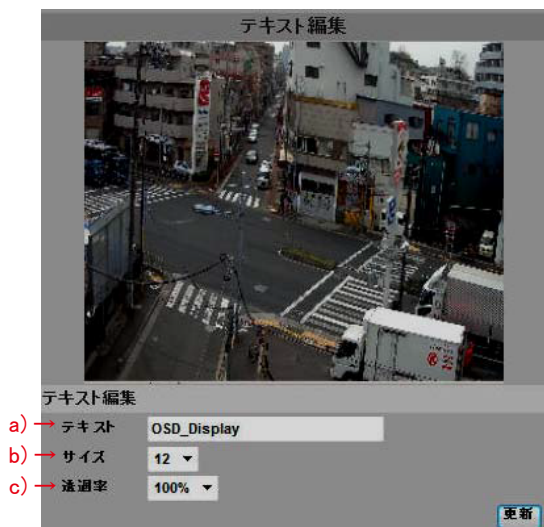 テキスト編集
テキスト編集
a) → テキスト OSD_Display
b) → サイズ 12
c) → 透過率 100%
更新